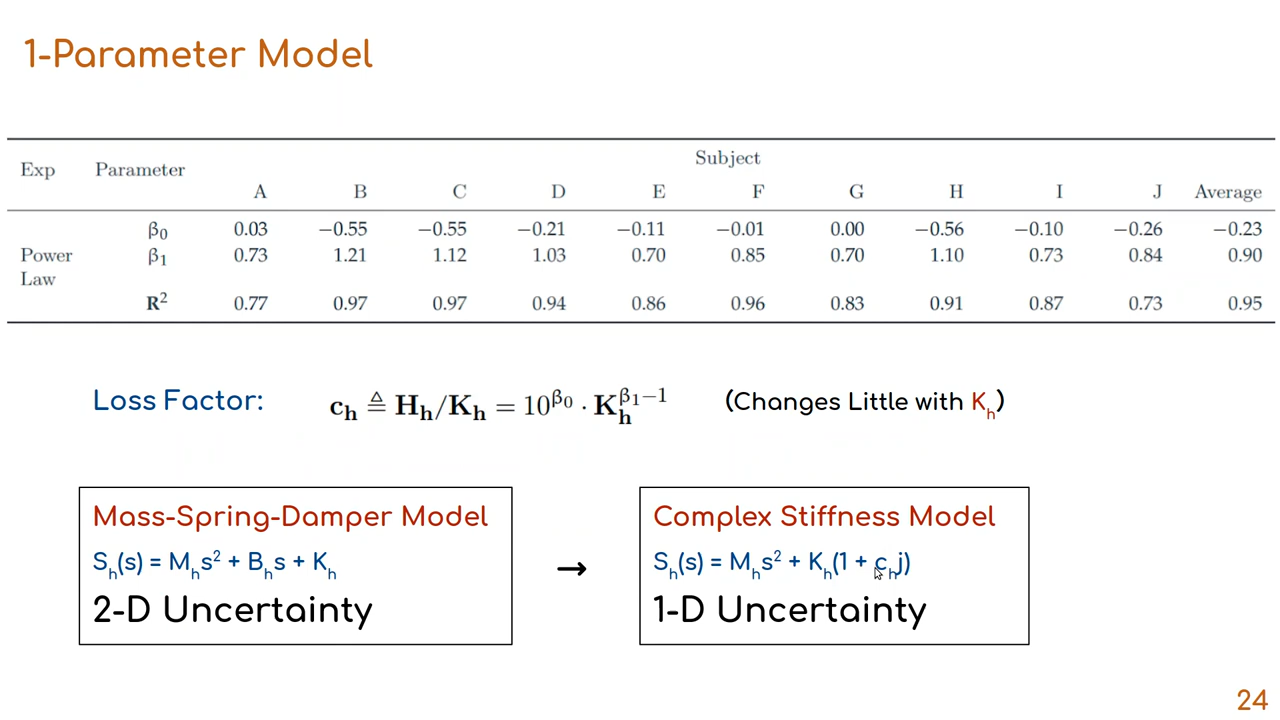 1-Parameter Model
Exp Parameter Subject
A B C D E F G H I J Average
β₀ 0.03 −0.55 −0.55 −0.21 −0.11 −0.01 0.00 −0.56 −0.10 −0.26 −0.23
Power β₁ 0.73 1.21 1.12 1.03 0.70 0.85 0.70 1.10 0.73 0.84 0.90
Law
R² 0.77 0.97 0.97 0.94 0.86 0.96 0.83 0.91 0.87 0.73 0.95
Loss Factor: c_h ≜ H_h/K_h = 10^β₀ · K_h^(β₁−1) (Changes Little with K_h)
Mass-Spring-Damper Model
S_h(s) = M_h s² + B_h s + K_h
2-D Uncertainty
→
Complex Stiffness Model
S_h(s) = M_h s² + K_h(1 + c_h j)
1-D Uncertainty
24